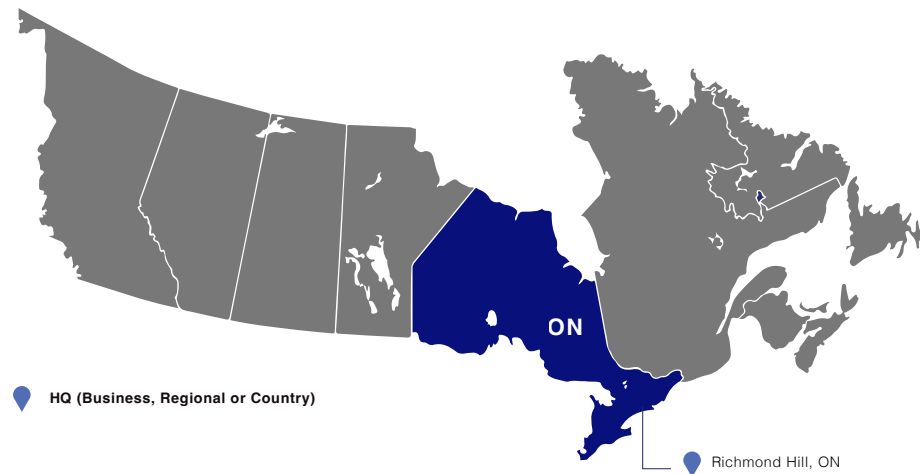 ON
HQ (Business, Regional or Country)
Richmond Hill, ON